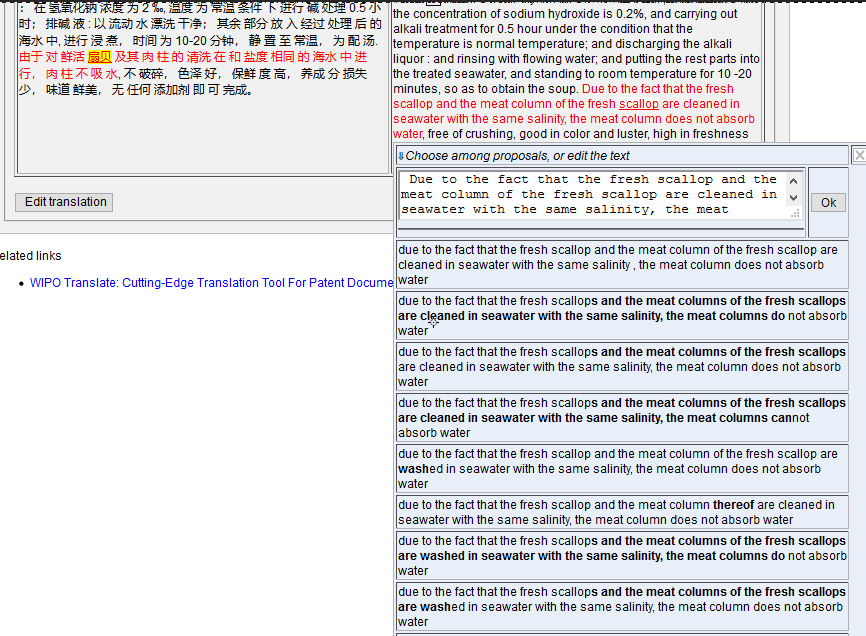 ： 在 氢氧化钠 浓度 为 2 ‰, 温度 为 常温 条件 下 进行 碱 处理 0.5 小
时； 排碱 液 : 以 流动 水 漂洗 干净； 其余 部分 放 入 经过 处理 后 的
海水 中, 进行 浸 煮， 时间 为 10-20 分钟， 静 置 至 常温， 为 配 汤.
由于 对 鲜活 扇贝 及其 肉 柱 的 清洗 在 和 盐度 相同 的 海水 中 进
行， 肉 柱 不 吸 水, 不 破碎， 色泽 好， 保鲜 度 高， 养成 分 损失
少， 味道 鲜美， 无 任何 添加剂 即 可 完成。
the concentration of sodium hydroxide is 0.2%, and carrying out
alkali treatment for 0.5 hour under the condition that the
temperature is normal temperature; and discharging the alkali
liquor : and rinsing with flowing water; and putting the rest parts into
the treated seawater, and standing to room temperature for 10 -20
minutes, so as to obtain the soup. Due to the fact that the fresh
scallop and the meat column of the fresh scallop are cleaned in
seawater with the same salinity, the meat column does not absorb
water, free of crushing, good in color and luster, high in freshness
Edit translation
elated links
WIPO Translate: Cutting-Edge Translation Tool For Patent Docume
⇓Choose among proposals, or edit the text
Due to the fact that the fresh scallop and the
meat column of the fresh scallop are cleaned in
seawater with the same salinity, the meat
Ok
due to the fact that the fresh scallop and the meat column of the fresh scallop are
cleaned in seawater with the same salinity , the meat column does not absorb
water
due to the fact that the fresh scallops and the meat columns of the fresh scallops
are cleaned in seawater with the same salinity, the meat columns do not absorb
water
due to the fact that the fresh scallops and the meat columns of the fresh scallops
are cleaned in seawater with the same salinity, the meat column does not absorb
water
due to the fact that the fresh scallops and the meat columns of the fresh scallops
are cleaned in seawater with the same salinity, the meat columns cannot
absorb water
due to the fact that the fresh scallop and the meat column of the fresh scallop are
washed in seawater with the same salinity, the meat column does not absorb
water
due to the fact that the fresh scallop and the meat column thereof are cleaned in
seawater with the same salinity, the meat column does not absorb water
due to the fact that the fresh scallops and the meat columns of the fresh scallops
are washed in seawater with the same salinity, the meat columns do not absorb
water
due to the fact that the fresh scallops and the meat columns of the fresh scallops
are washed in seawater with the same salinity, the meat column does not absorb
water